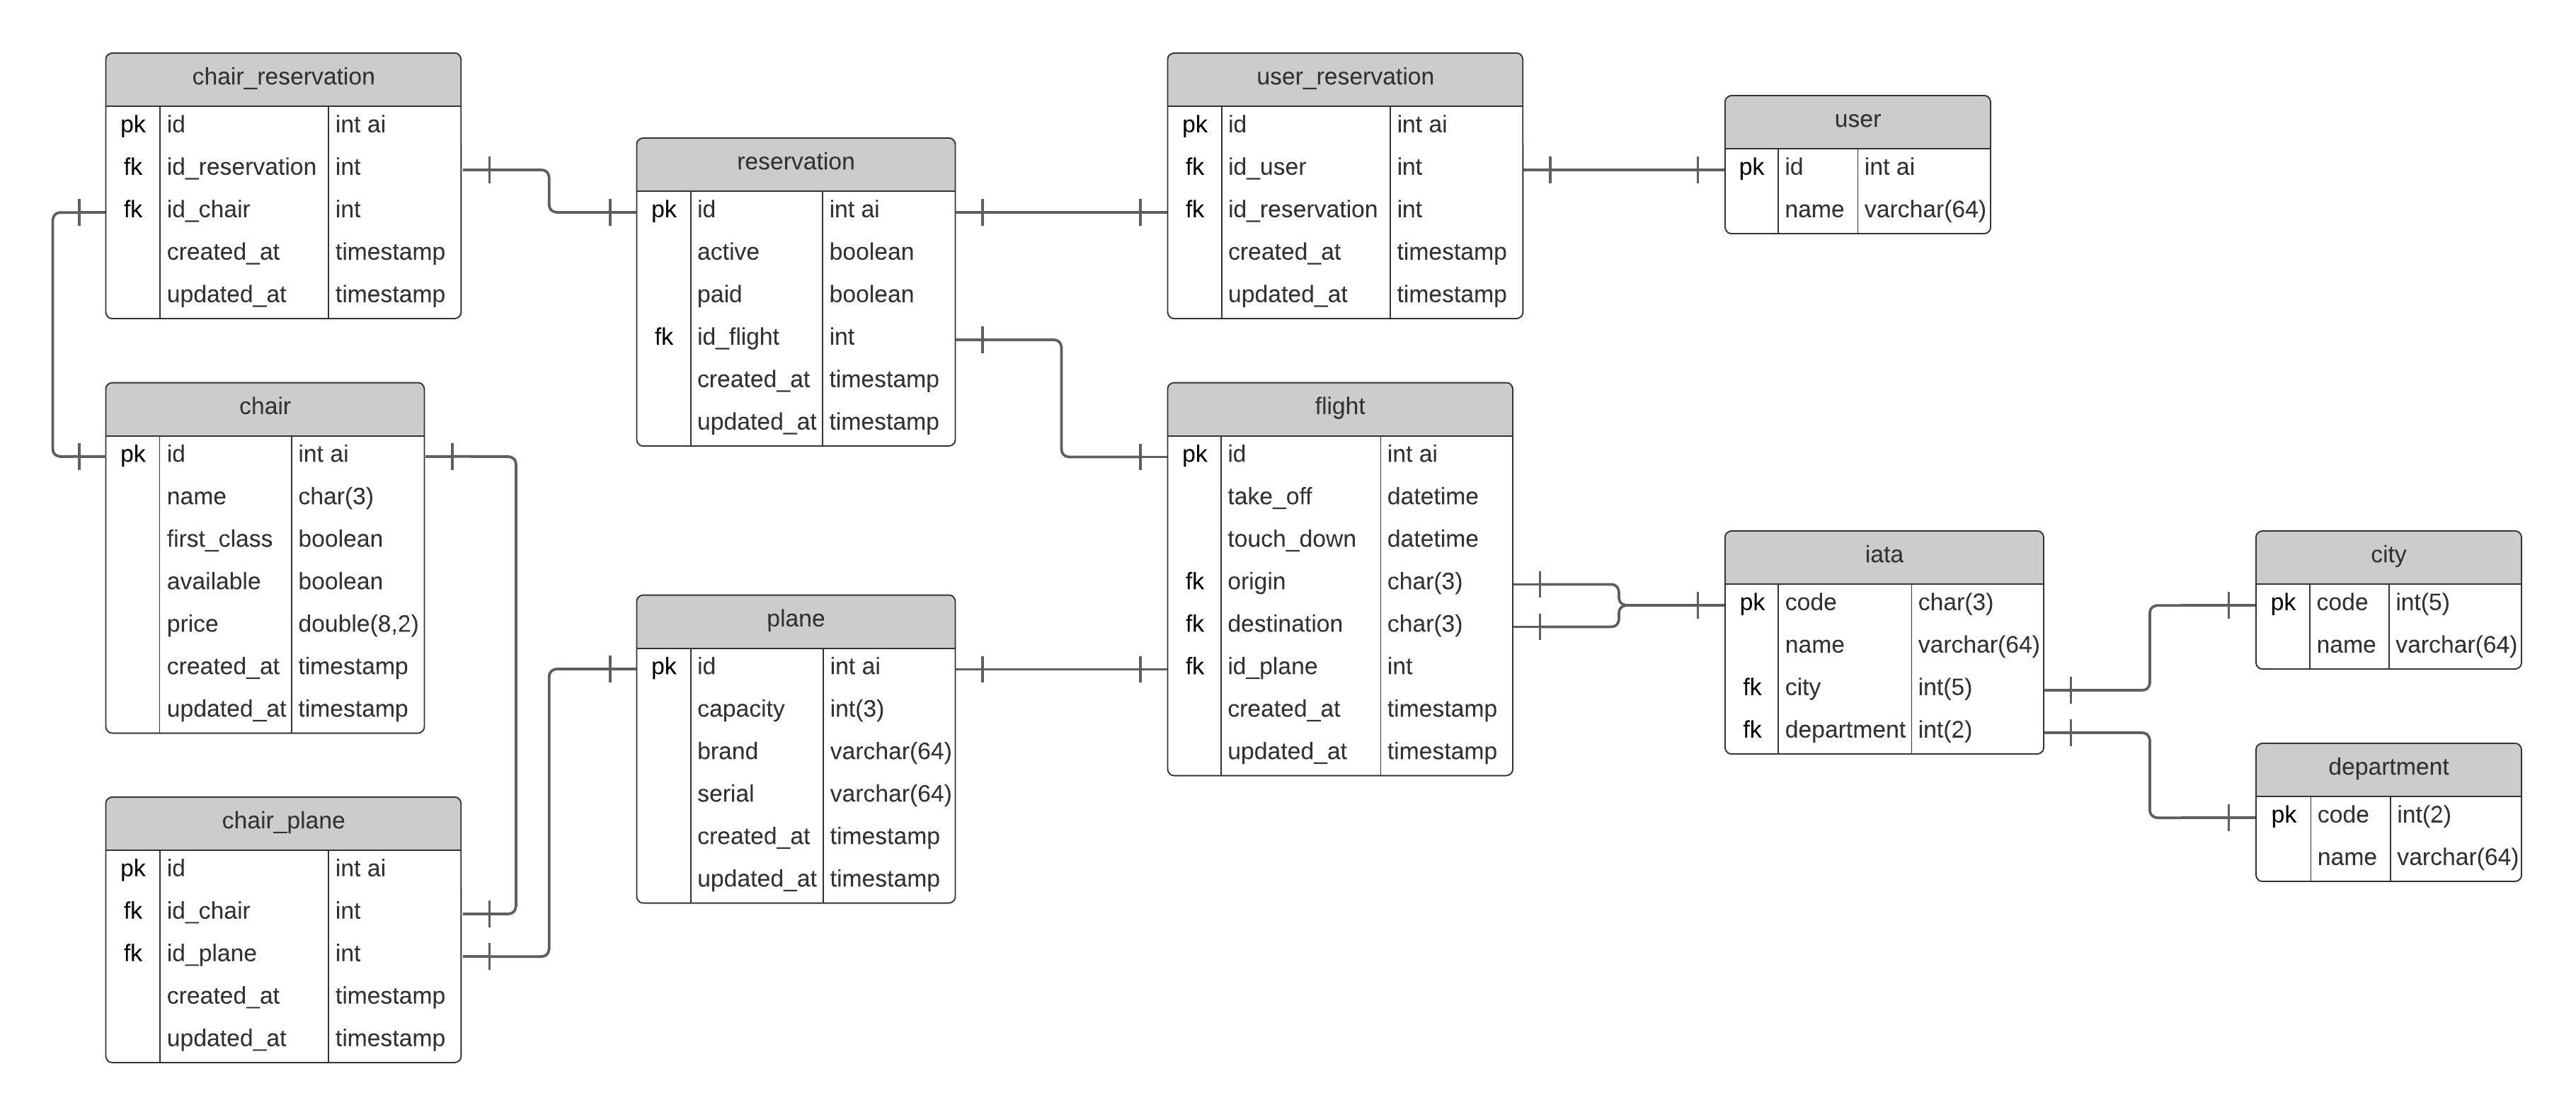 chair_reservation
pk id int ai
fk id_reservation int
fk id_chair int
created_at timestamp
updated_at timestamp
reservation
pk id int ai
active boolean
paid boolean
fk id_flight int
created_at timestamp
updated_at timestamp
user_reservation
pk id int ai
fk id_user int
fk id_reservation int
created_at timestamp
updated_at timestamp
user
pk id int ai
name varchar(64)
chair
pk id int ai
name char(3)
first_class boolean
available boolean
price double(8,2)
created_at timestamp
updated_at timestamp
flight
pk id int ai
take_off datetime
touch_down datetime
fk origin char(3)
fk destination char(3)
fk id_plane int
created_at timestamp
updated_at timestamp
iata
pk code char(3)
name varchar(64)
fk city int(5)
fk department int(2)
city
pk code int(5)
name varchar(64)
plane
pk id int ai
capacity int(3)
brand varchar(64)
serial varchar(64)
created_at timestamp
updated_at timestamp
department
pk code int(2)
name varchar(64)
chair_plane
pk id int ai
fk id_chair int
fk id_plane int
created_at timestamp
updated_at timestamp